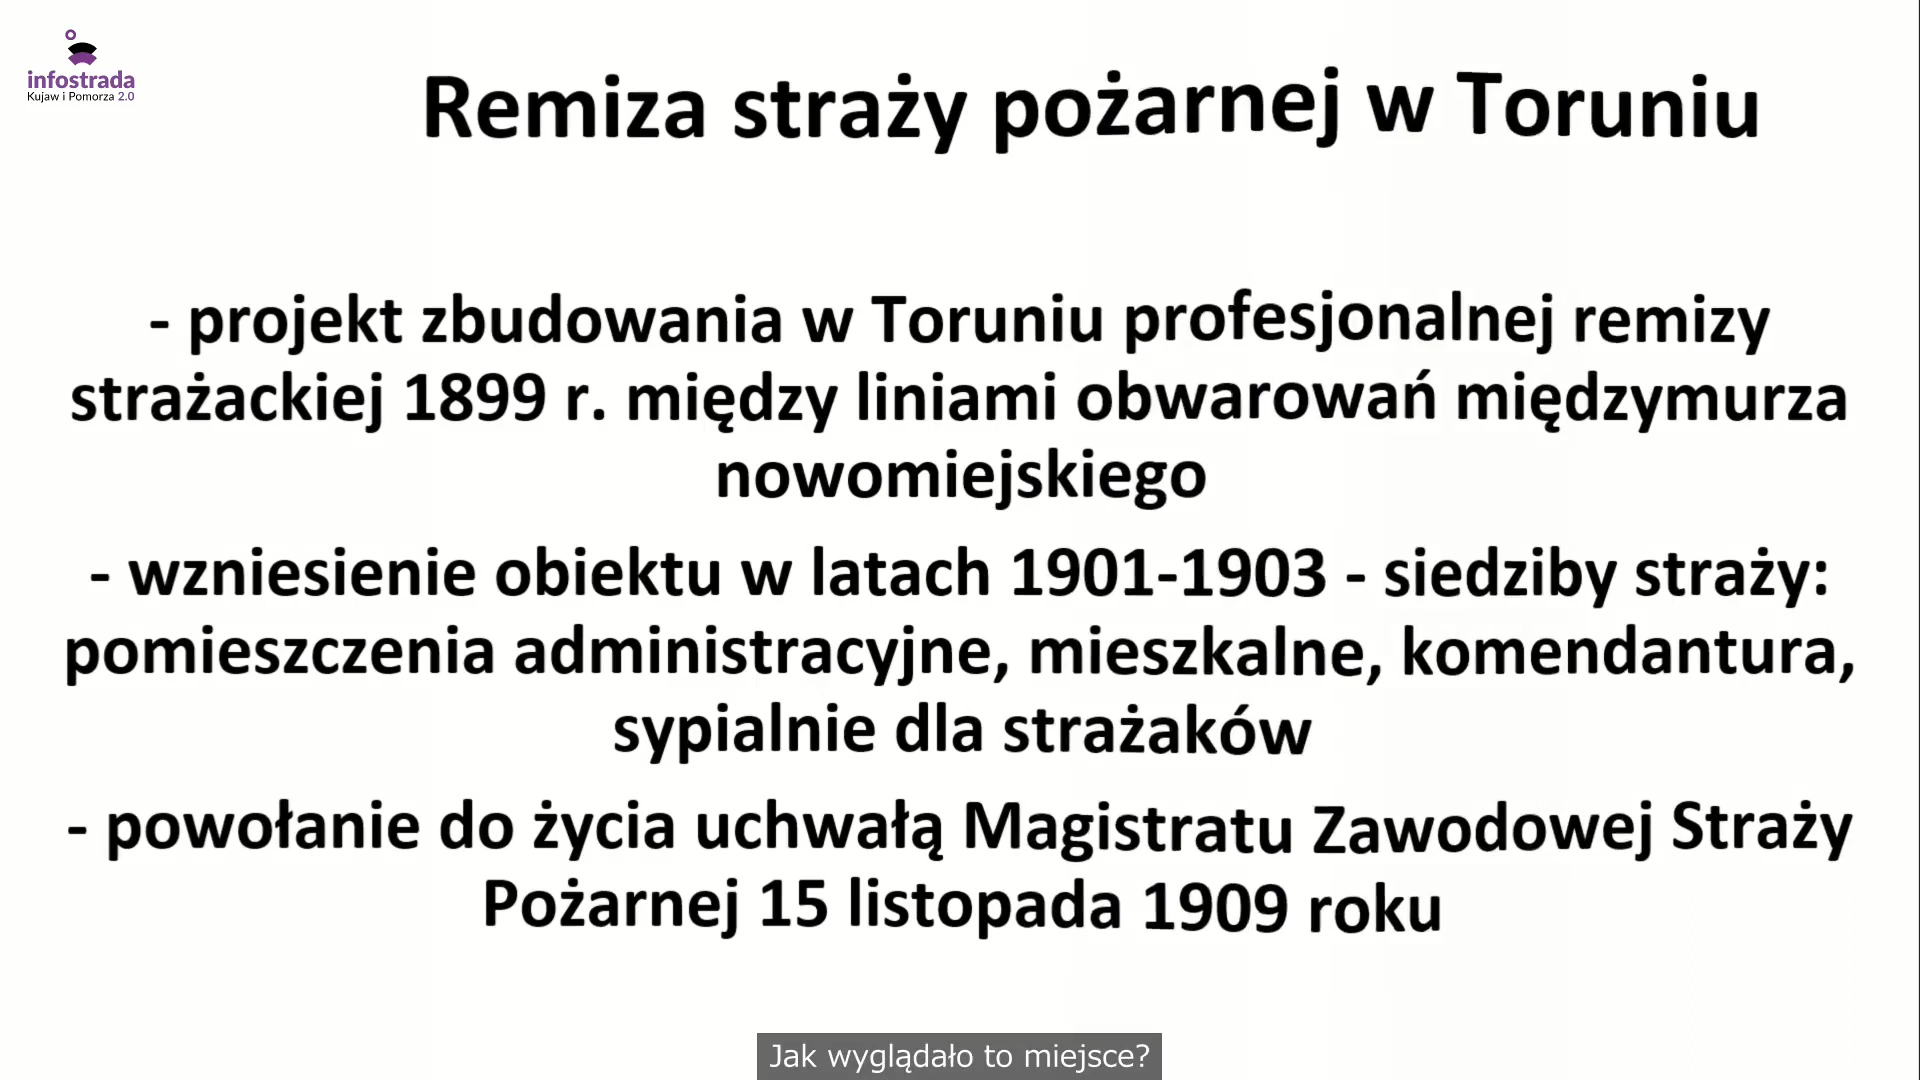 infostrada
Kujaw i Pomorza 2.0
Remiza straży pożarnej w Toruniu
- projekt zbudowania w Toruniu profesjonalnej remizy
strażackiej 1899 r. między liniami obwarowań międzymurza
nowomiejskiego
- wzniesienie obiektu w latach 1901-1903 - siedziby straży:
pomieszczenia administracyjne, mieszkalne, komendantura,
sypialnie dla strażaków
- powołanie do życia uchwałą Magistratu Zawodowej Straży
Pożarnej 15 listopada 1909 roku
Jak wyglądało to miejsce?